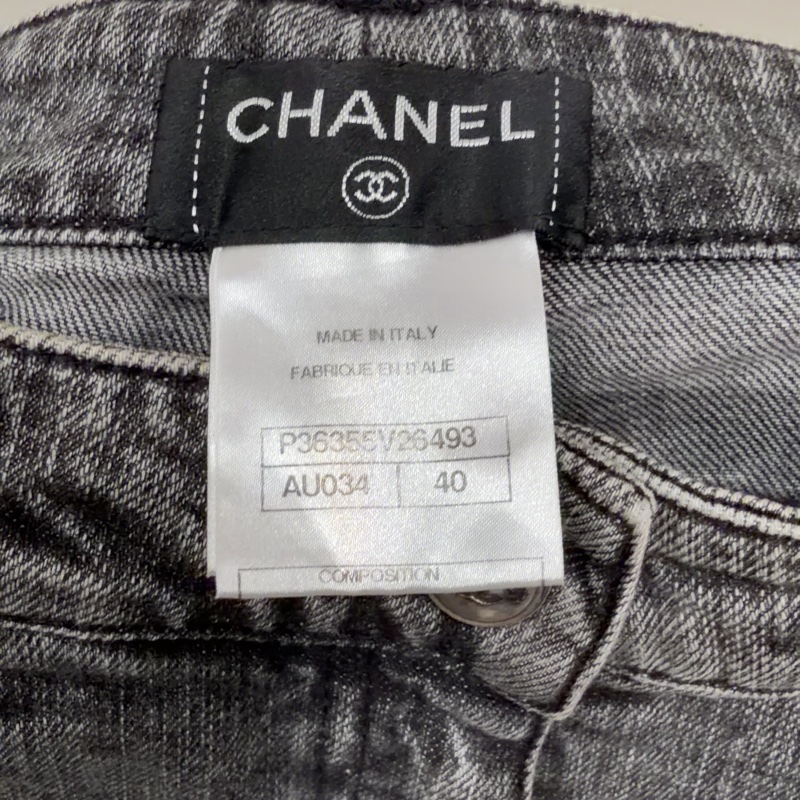 CHANEL
MADE IN ITALY
FABRIQUE EN ITALIE
P36355V26493
AU034 40
COMPOSITION